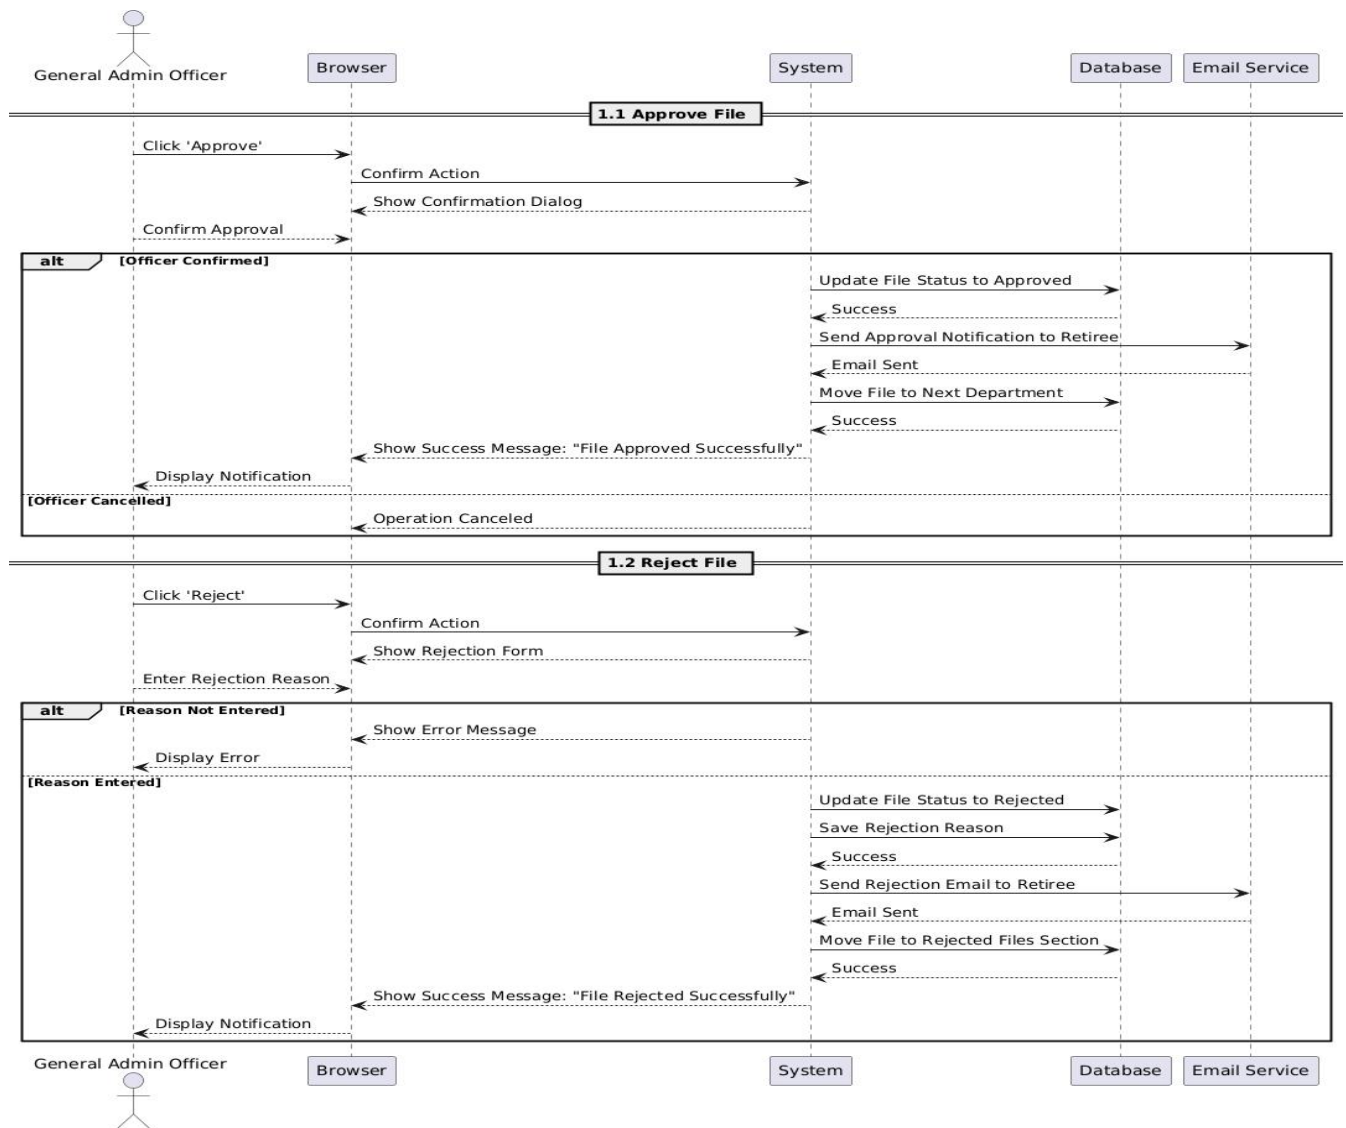 General Admin Officer
Browser
System
Database
Email Service
1.1 Approve File
Click 'Approve'
Confirm Action
Show Confirmation Dialog
Confirm Approval
alt [Officer Confirmed]
Update File Status to Approved
Success
Send Approval Notification to Retiree
Email Sent
Move File to Next Department
Success
Show Success Message: "File Approved Successfully"
Display Notification
[Officer Cancelled]
Operation Canceled
1.2 Reject File
Click 'Reject'
Confirm Action
Show Rejection Form
Enter Rejection Reason
alt [Reason Not Entered]
Show Error Message
Display Error
[Reason Entered]
Update File Status to Rejected
Save Rejection Reason
Success
Send Rejection Email to Retiree
Email Sent
Move File to Rejected Files Section
Success
Show Success Message: "File Rejected Successfully"
Display Notification
General Admin Officer
Browser
System
Database
Email Service